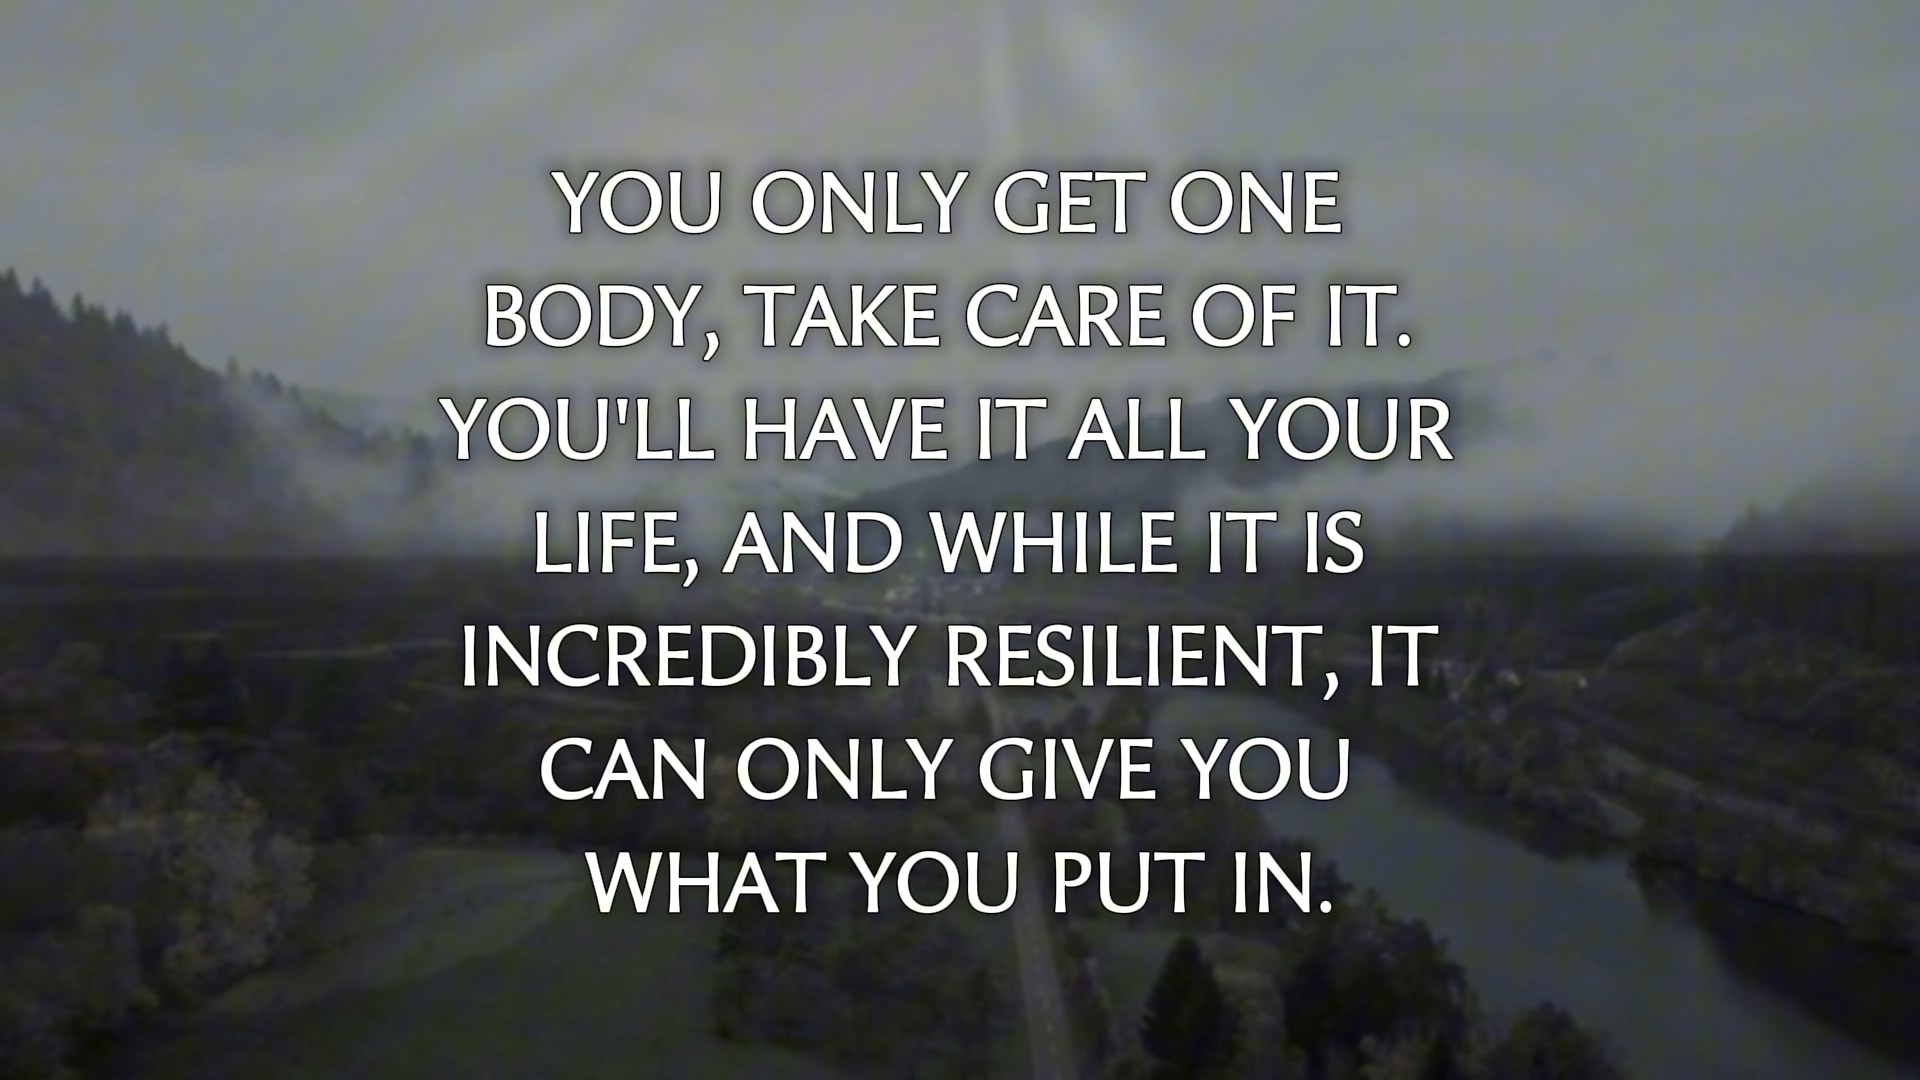 YOU ONLY GET ONE
BODY, TAKE CARE OF IT.
YOU'LL HAVE IT ALL YOUR
LIFE, AND WHILE IT IS
INCREDIBLY RESILIENT, IT
CAN ONLY GIVE YOU
WHAT YOU PUT IN.